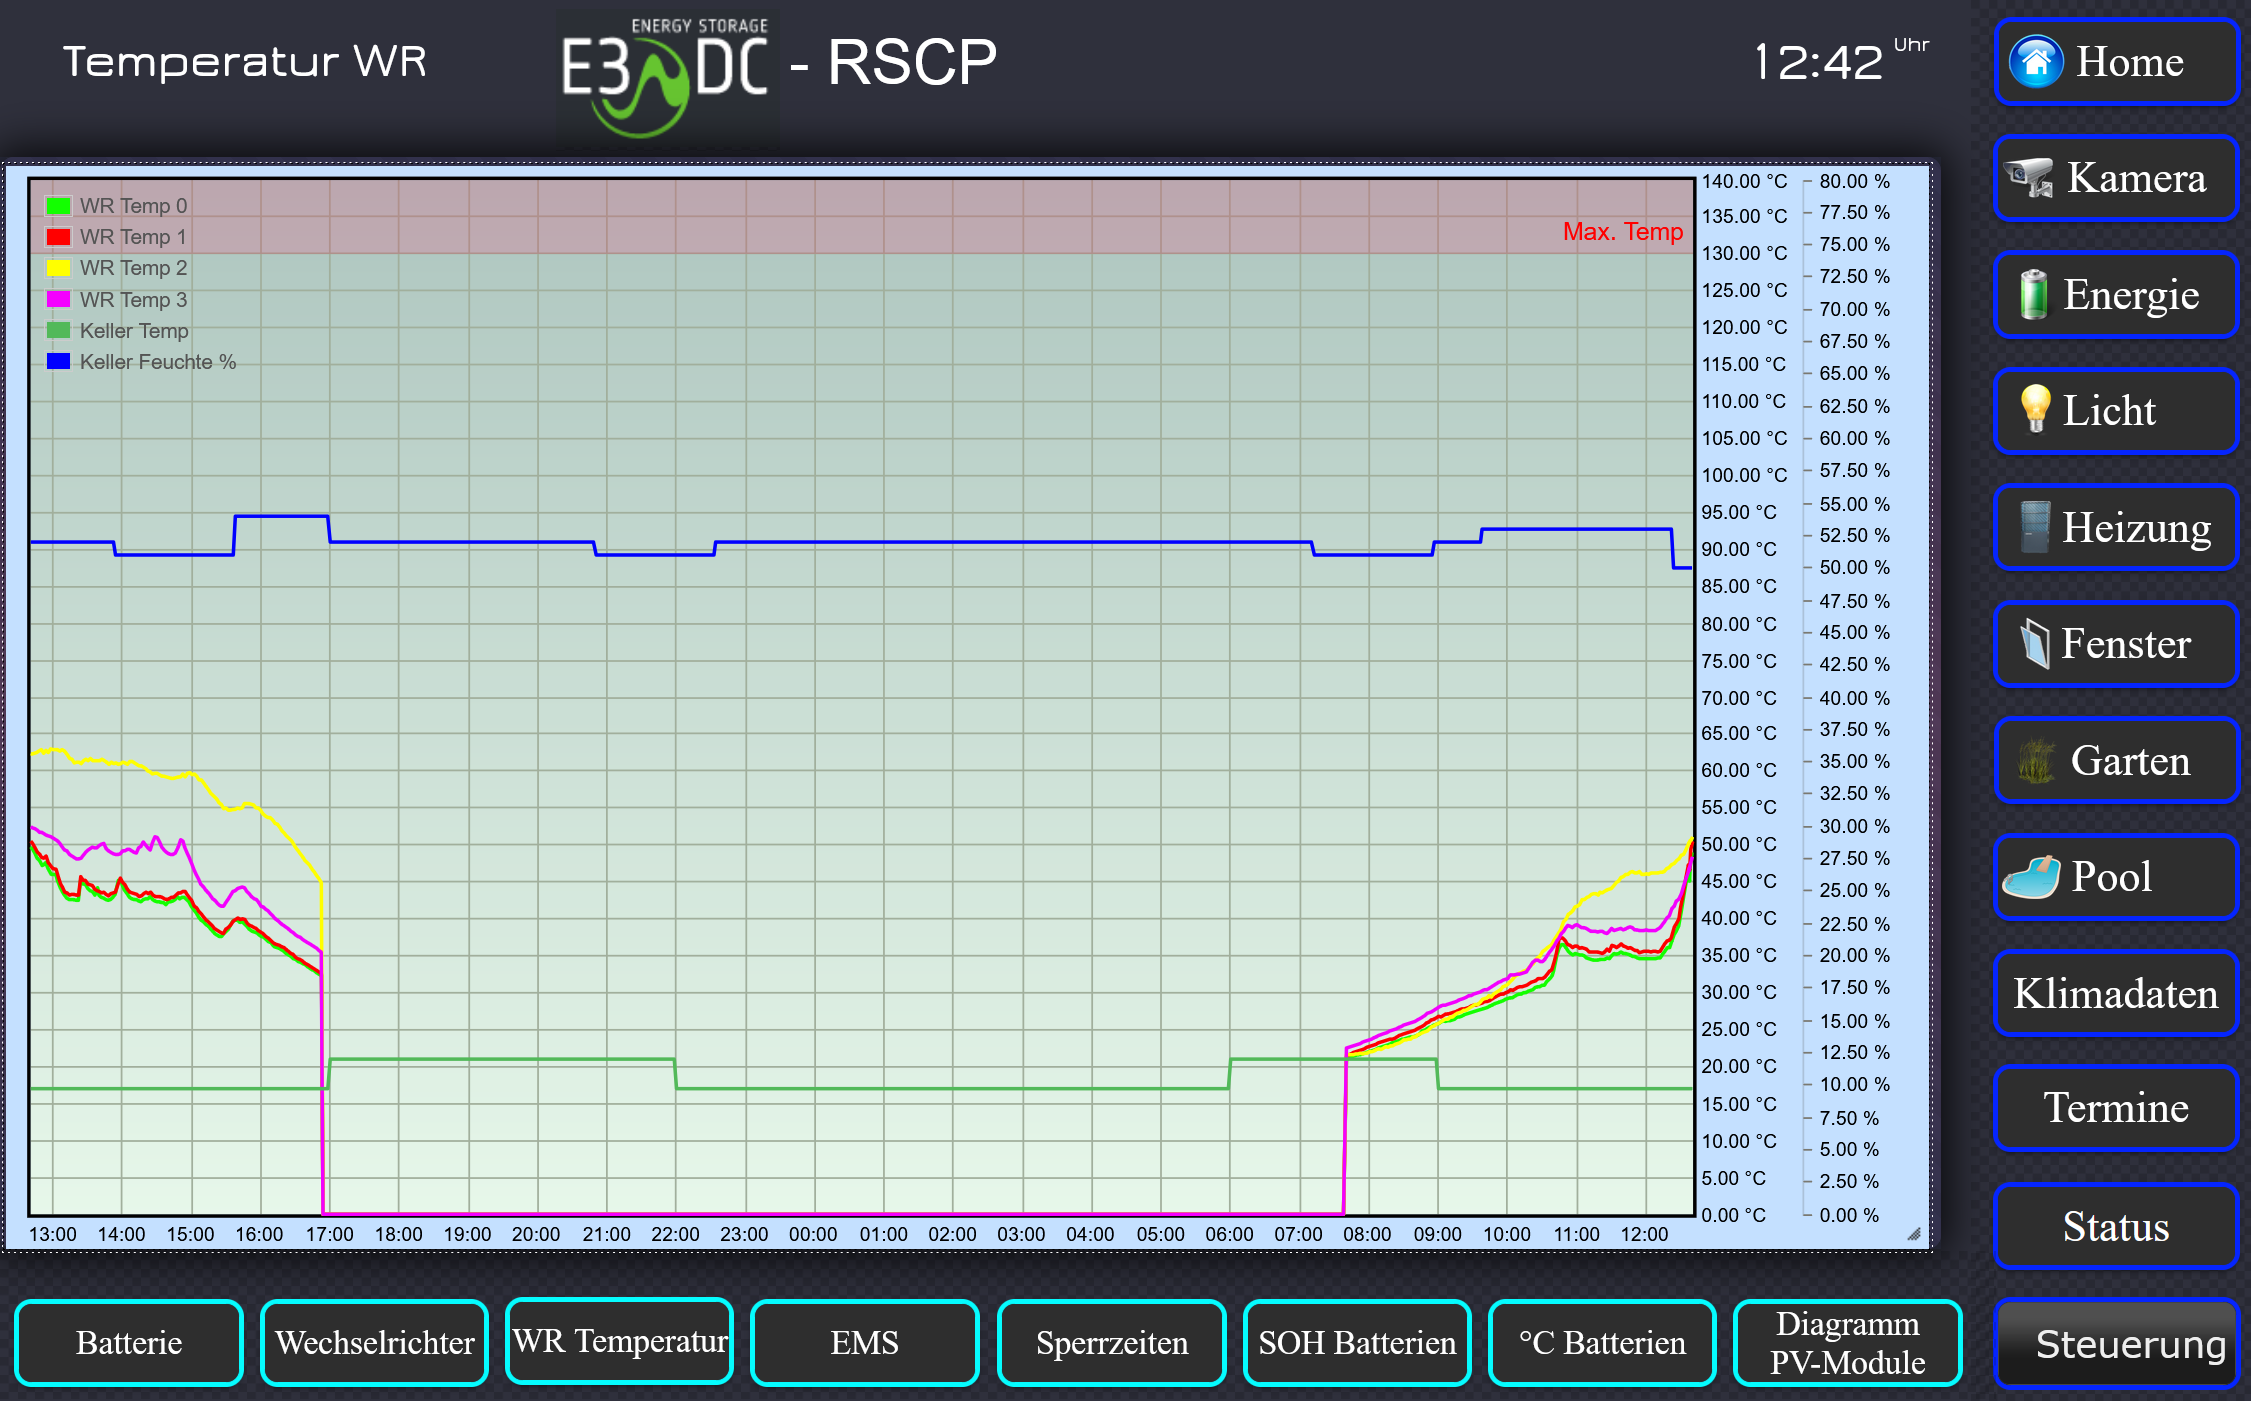 Temperatur WR
ENERGY STORAGE
E3 DC
- RSCP
12:42 Uhr
WR Temp 0
WR Temp 1
WR Temp 2
WR Temp 3
Keller Temp
Keller Feuchte %
Max. Temp
140.00 °C
135.00 °C
130.00 °C
125.00 °C
120.00 °C
115.00 °C
110.00 °C
105.00 °C
100.00 °C
95.00 °C
90.00 °C
85.00 °C
80.00 °C
75.00 °C
70.00 °C
65.00 °C
60.00 °C
55.00 °C
50.00 °C
45.00 °C
40.00 °C
35.00 °C
30.00 °C
25.00 °C
20.00 °C
15.00 °C
10.00 °C
5.00 °C
0.00 °C
80.00 %
77.50 %
75.00 %
72.50 %
70.00 %
67.50 %
65.00 %
62.50 %
60.00 %
57.50 %
55.00 %
52.50 %
50.00 %
47.50 %
45.00 %
42.50 %
40.00 %
37.50 %
35.00 %
32.50 %
30.00 %
27.50 %
25.00 %
22.50 %
20.00 %
17.50 %
15.00 %
12.50 %
10.00 %
7.50 %
5.00 %
2.50 %
0.00 %
13:00 14:00 15:00 16:00 17:00 18:00 19:00 20:00 21:00 22:00 23:00 00:00 01:00 02:00 03:00 04:00 05:00 06:00 07:00 08:00 09:00 10:00 11:00 12:00
Home
Kamera
Energie
Licht
Heizung
Fenster
Garten
Pool
Klimadaten
Termine
Status
Steuerung
Batterie
Wechselrichter
WR Temperatur
EMS
Sperrzeiten
SOH Batterien
°C Batterien
Diagramm
PV-Module